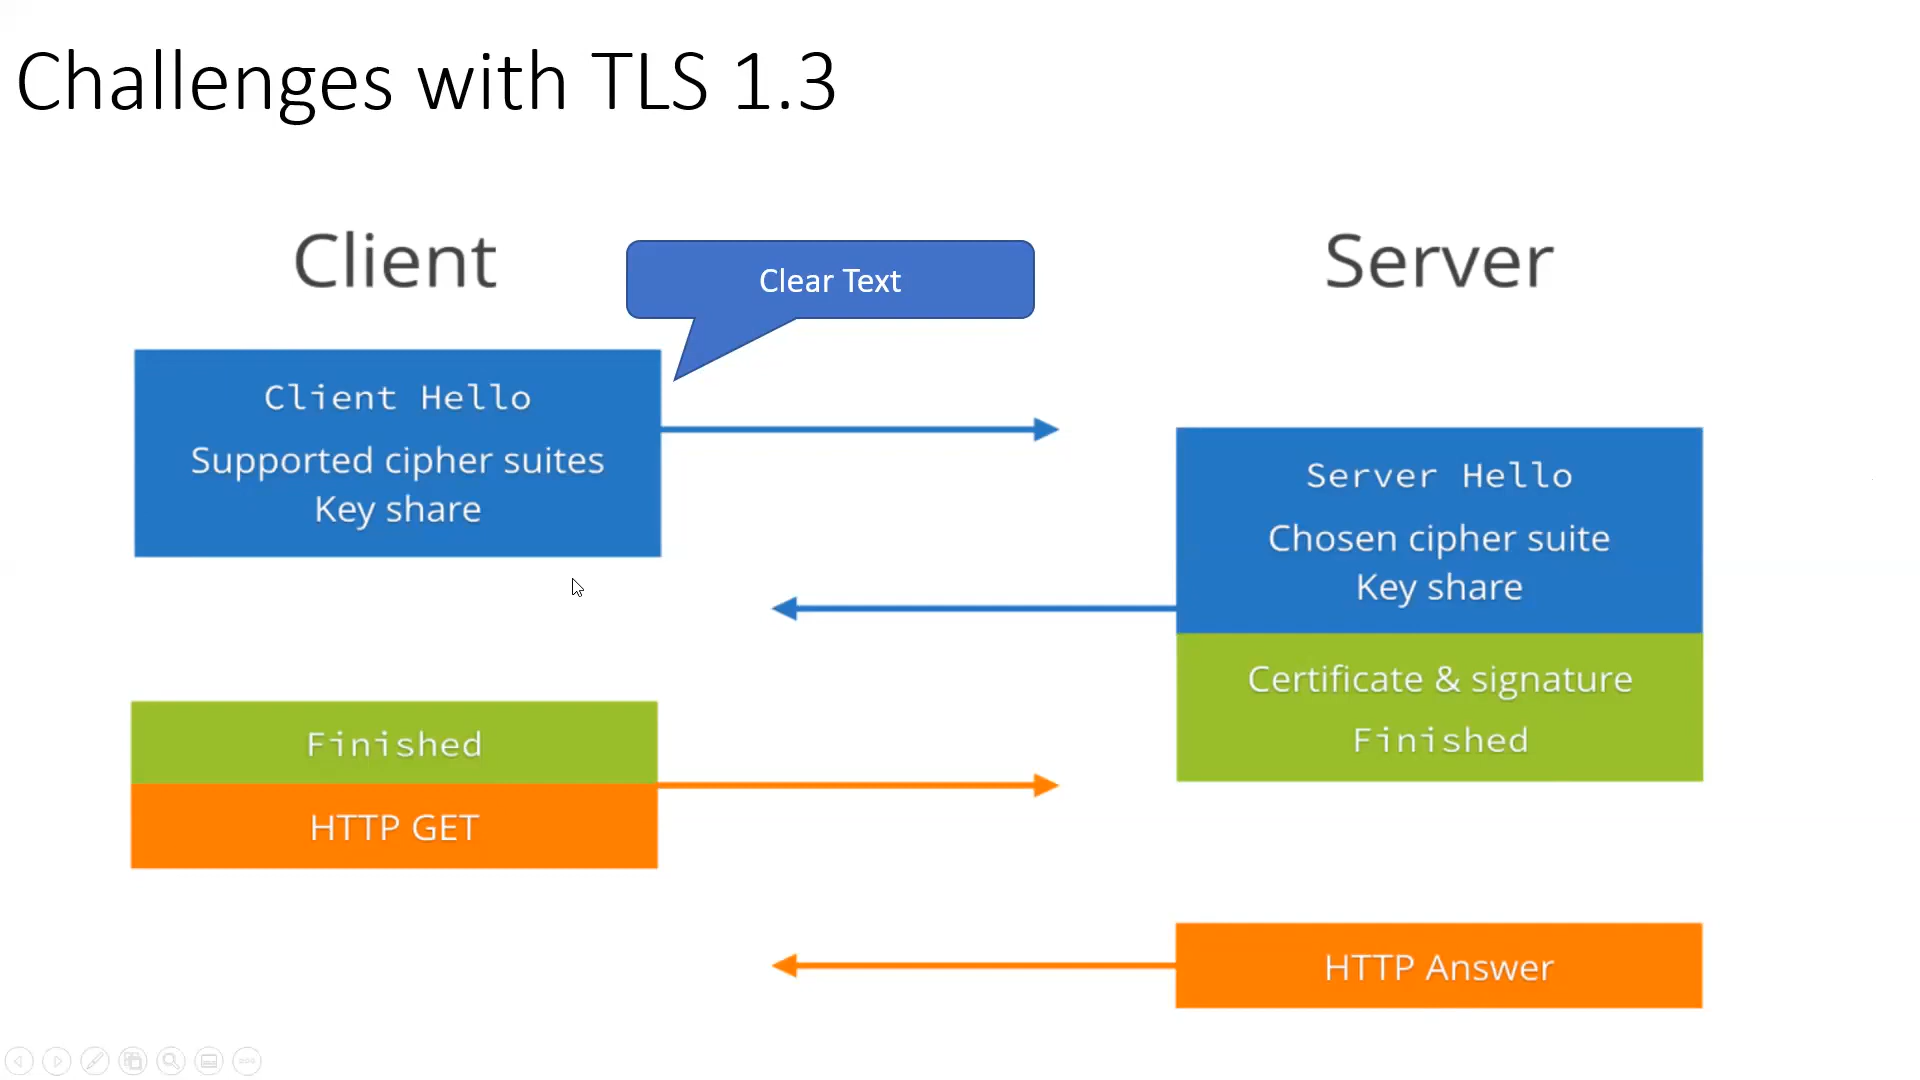 Challenges with TLS 1.3
Client
Clear Text
Server
Client Hello
Supported cipher suites
Key share
Server Hello
Chosen cipher suite
Key share
Certificate & signature
Finished
Finished
HTTP GET
HTTP Answer